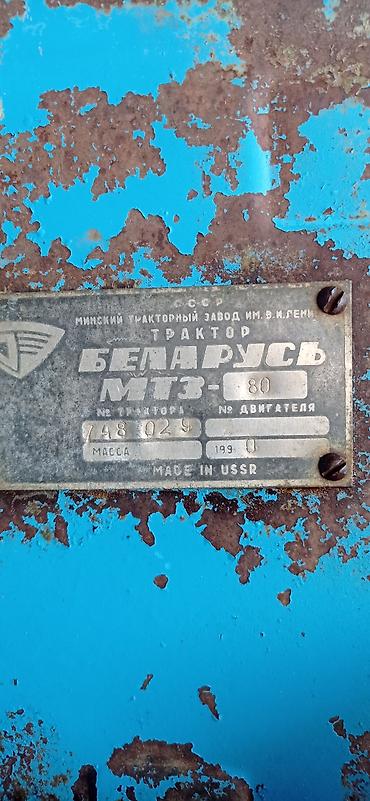 СССР
МИНСКИЙ ТРАКТОРНЫЙ ЗАВОД ИМ. В.И. ЛЕНИ
ТРАКТОР
БЕЛАРУСЬ
МТЗ- 80
№ ТРАКТОРА № ДВИГАТЕЛЯ
748 029
МАССА 199 0
MADE IN USSR